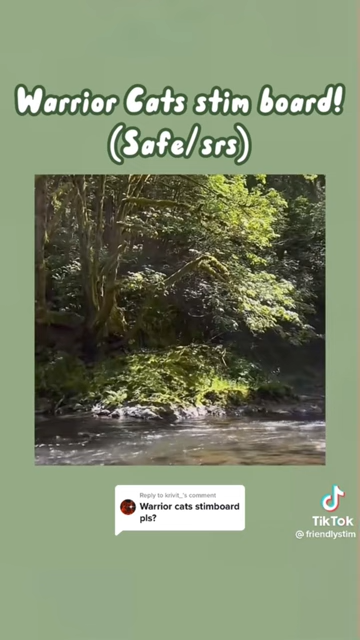 Warrior Cats stim board!
(Safe/srs)
Reply to krivit_'s comment
Warrior cats stimboard
pls?
TikTok
@friendlystim